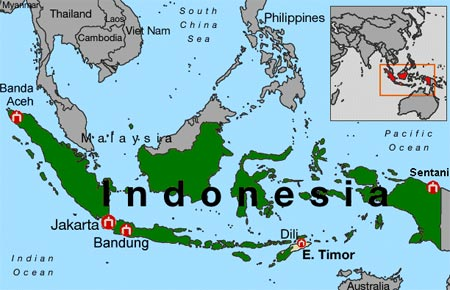 Myanmar
Thailand
Laos
Cambodia
Viet Nam
South
China
Sea
Philippines
Banda
Aceh
Malaysia
Pacific
Ocean
Sentani
Indonesia
Jakarta
Bandung
Dili
E. Timor
Indian
Ocean
Australia